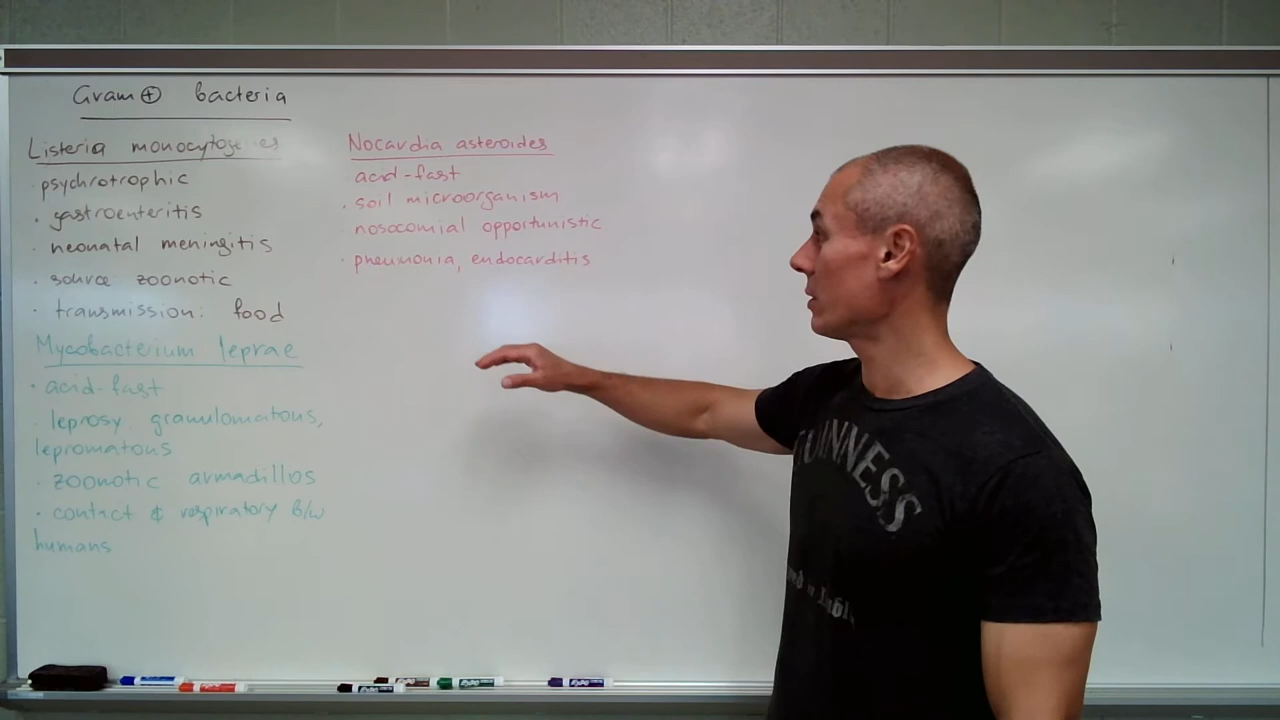 Gram ⊕ bacteria
Listeria monocytogenes
· psychrotrophic
· gastroenteritis
· neonatal meningitis
· source zoonotic
· transmission: food
Mycobacterium leprae
· acid-fast
· leprosy granulomatous,
lepromatous
· zoonotic armadillos
· contact & respiratory b/w
humans
Nocardia asteroides
acid-fast
· soil microorganism
nosocomial opportunistic
· pneumonia, endocarditis
GUINNESS